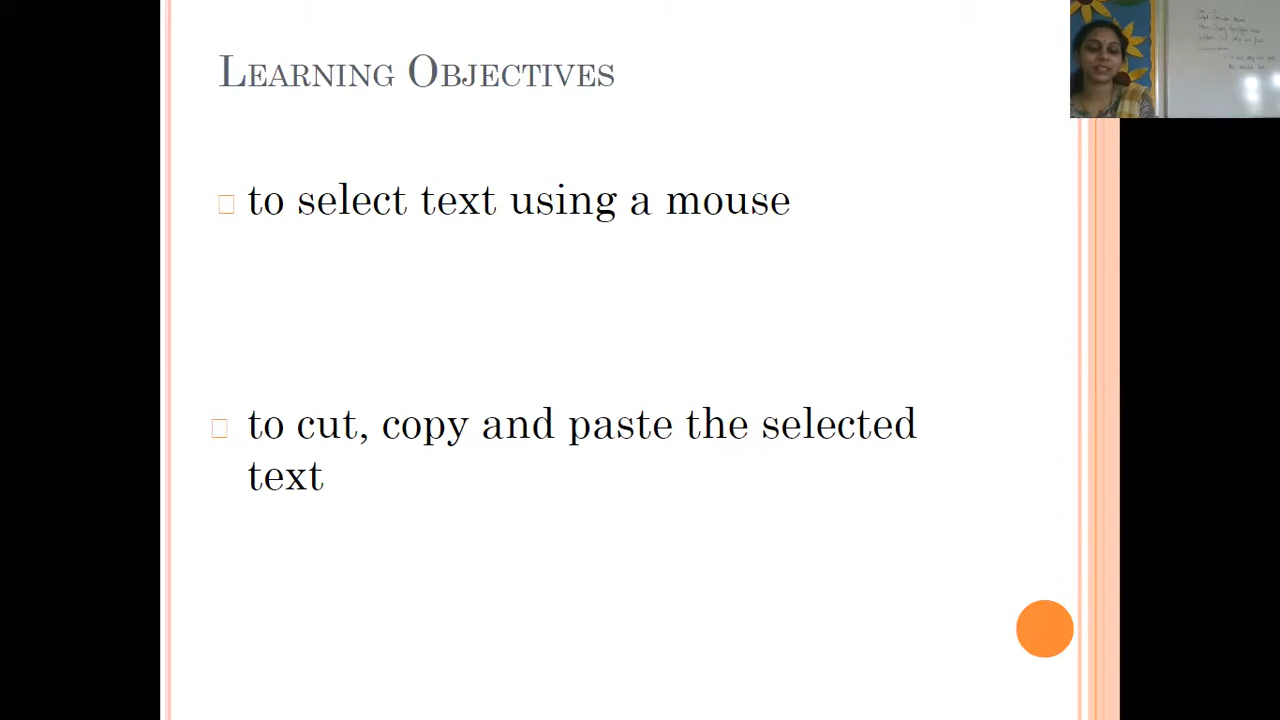 Learning Objectives
to select text using a mouse
to cut, copy and paste the selected
text